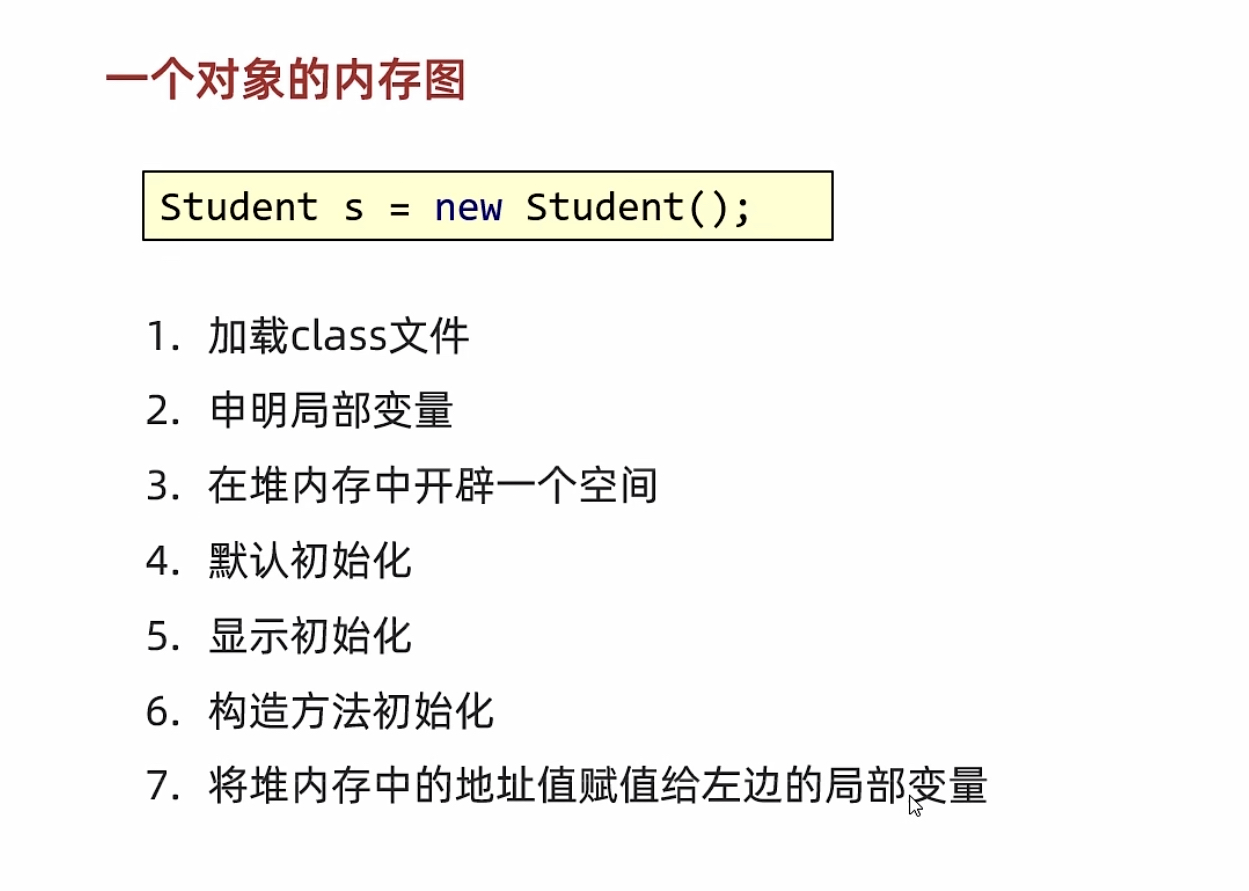 一个对象的内存图
Student s = new Student();
1. 加载class文件
2. 申明局部变量
3. 在堆内存中开辟一个空间
4. 默认初始化
5. 显示初始化
6. 构造方法初始化
7. 将堆内存中的地址值赋值给左边的局部变量